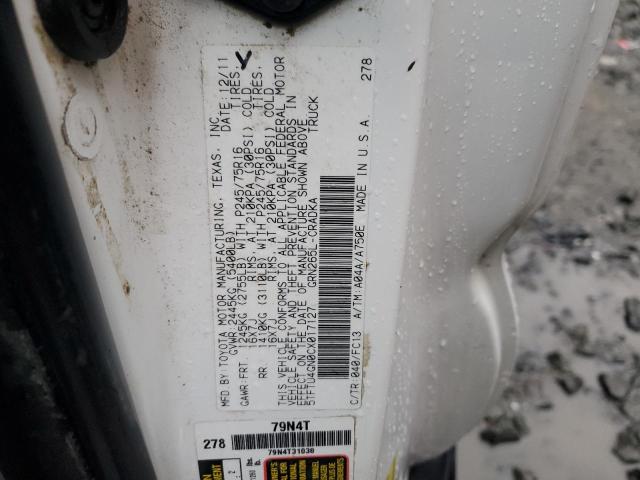 MFD BY: TOYOTA MOTOR MANUFACTURING, TEXAS, INC.
GVWR 2445KG (5400LB) DATE: 12/11
GAWR: FRT 1245KG (2755LB) WITH P245/75R16 TIRES,
16X7J RIMS, AT 210KPA (30PSI) COLD
RR. 1410KG (3110LB) WITH P245/75R16 TIRES,
16X7J RIMS, AT 210KPA (30PSI) COLD
THIS VEHICLE CONFORMS TO ALL APPLICABLE FEDERAL MOTOR
VEHICLE SAFETY AND THEFT PREVENTION STANDARDS IN
EFFECT ON THE DATE OF MANUFACTURE SHOWN ABOVE.
5TFTU4GN0CX017127 GRN265L-CRADKA TRUCK
C/TR:040/FC13 A/TM:A04A/A750E MADE IN U.S.A. 278
79N4T
278
79N4T31038